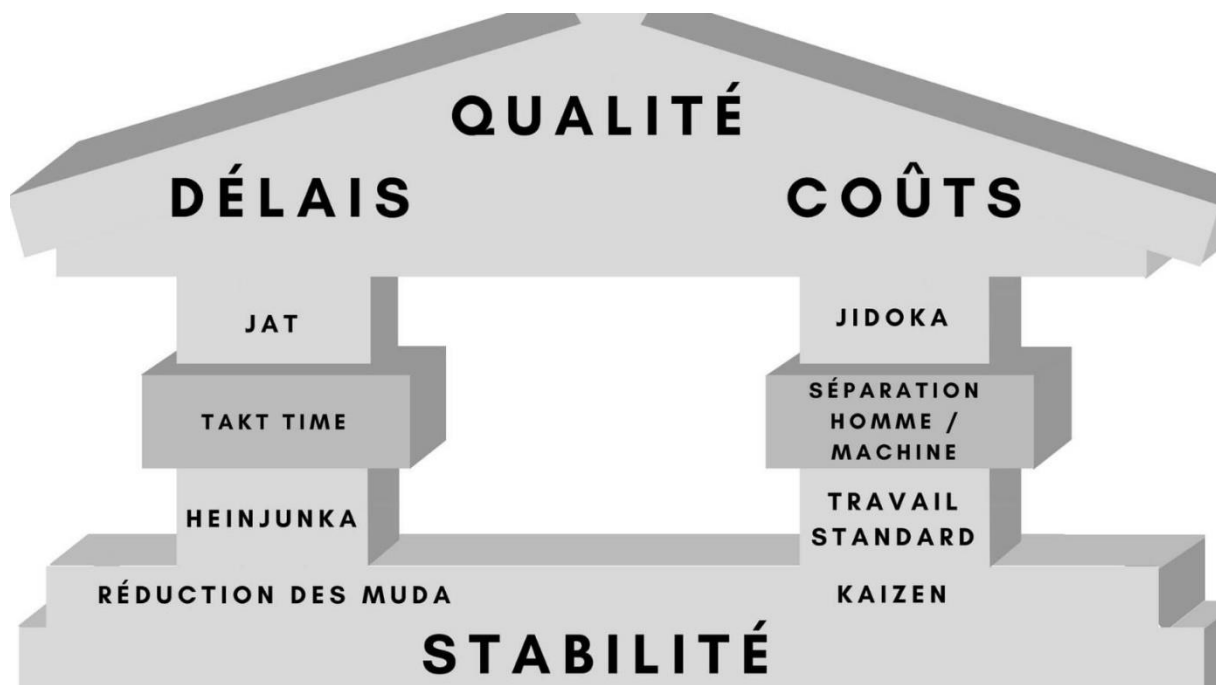 QUALITÉ
DÉLAIS
COÛTS
JAT
JIDOKA
TAKT TIME
SÉPARATION
HOMME /
MACHINE
HEINJUNKA
TRAVAIL
STANDARD
RÉDUCTION DES MUDA
KAIZEN
STABILITÉ